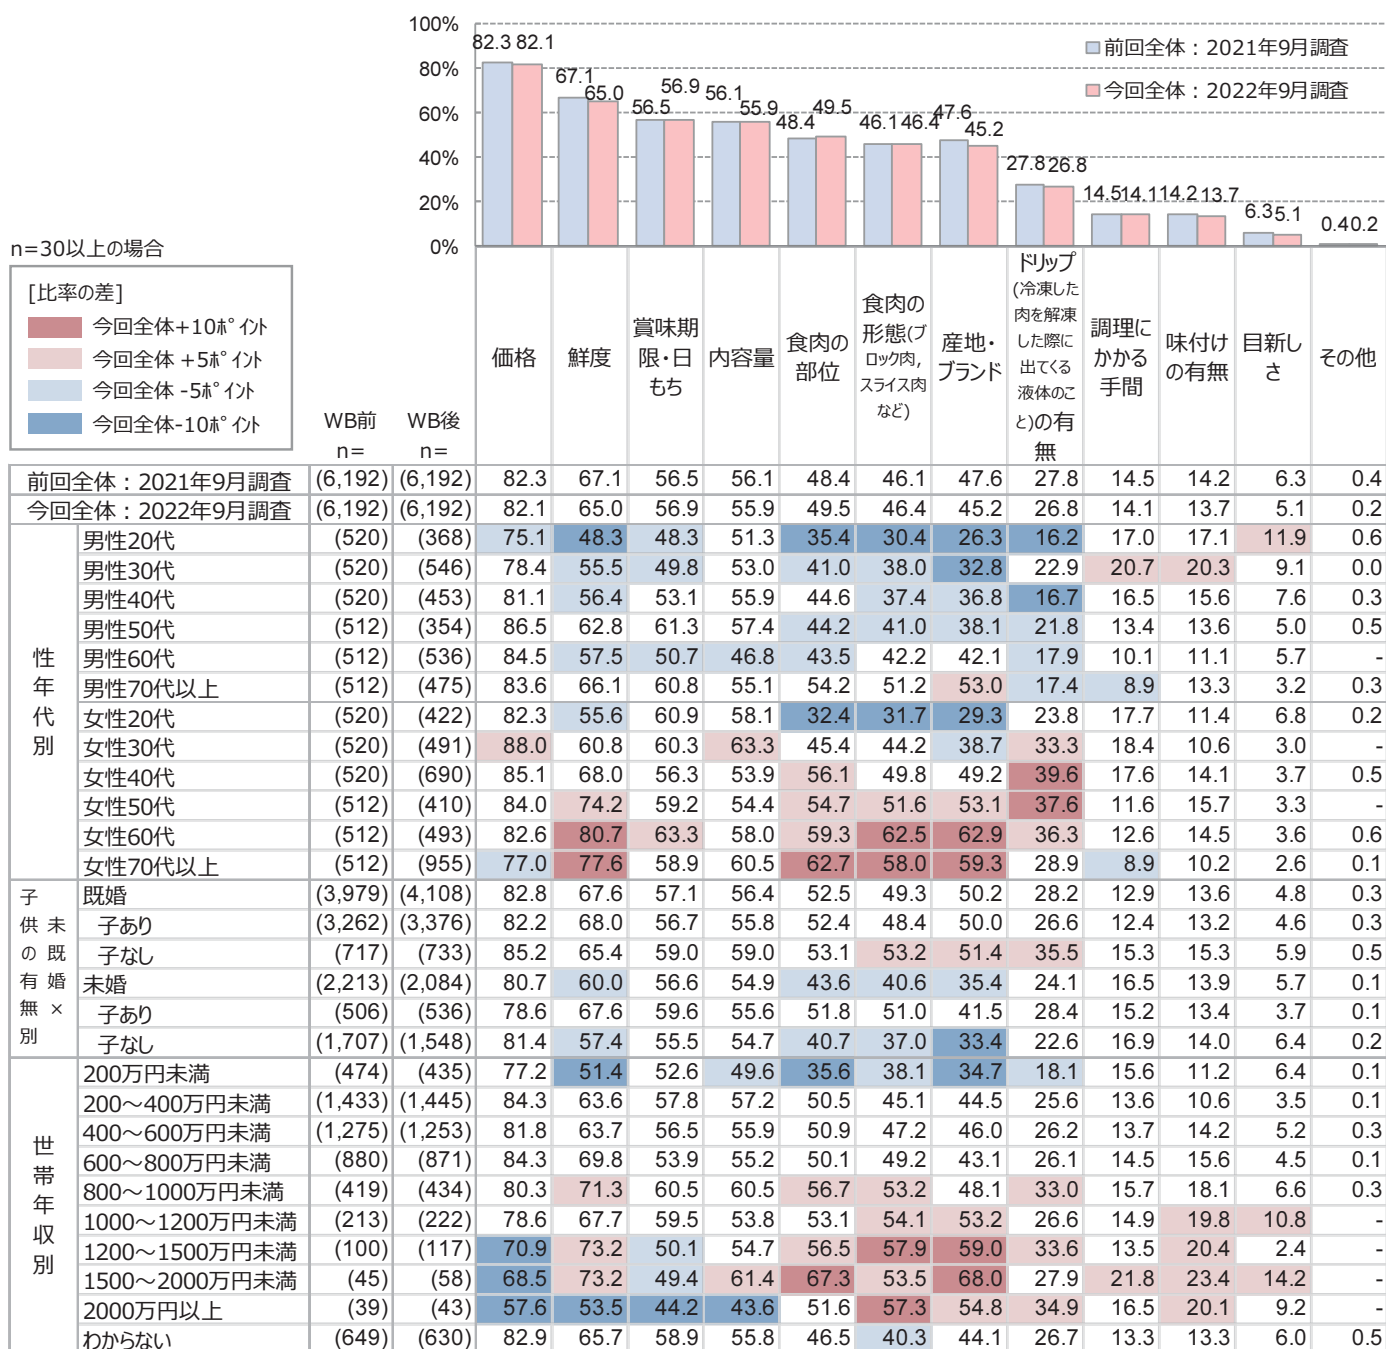 100%
80%
60%
40%
20%
0%
82.3 82.1
67.1 65.0
56.5 56.9
56.1 55.9
48.4 49.5
46.1 46.4
47.6 45.2
27.8 26.8
14.5 14.1
14.2 13.7
6.3 5.1
0.4 0.2
前回全体：2021年9月調査
今回全体：2022年9月調査
n=30以上の場合
[比率の差]
今回全体+10ﾎﾟｲﾝﾄ
今回全体 +5ﾎﾟｲﾝﾄ
今回全体 -5ﾎﾟｲﾝﾄ
今回全体-10ﾎﾟｲﾝﾄ
WB前
n=
WB後
n=
価格
鮮度
賞味期
限・日
もち
内容量
食肉の
部位
食肉の
形態(ブ
ロック肉，
スライス肉
など)
産地・
ブランド
ドリップ
(冷凍した
肉を解凍
した際に
出てくる
液体のこ
と)の有
無
調理に
かかる
手間
味付け
の有無
目新し
さ
その他
前回全体：2021年9月調査 (6,192) (6,192) 82.3 67.1 56.5 56.1 48.4 46.1 47.6 27.8 14.5 14.2 6.3 0.4
今回全体：2022年9月調査 (6,192) (6,192) 82.1 65.0 56.9 55.9 49.5 46.4 45.2 26.8 14.1 13.7 5.1 0.2
性年代別
男性20代 (520) (368) 75.1 48.3 48.3 51.3 35.4 30.4 26.3 16.2 17.0 17.1 11.9 0.6
男性30代 (520) (546) 78.4 55.5 49.8 53.0 41.0 38.0 32.8 22.9 20.7 20.3 9.1 0.0
男性40代 (520) (453) 81.1 56.4 53.1 55.9 44.6 37.4 36.8 16.7 16.5 15.6 7.6 0.3
男性50代 (512) (354) 86.5 62.8 61.3 57.4 44.2 41.0 38.1 21.8 13.4 13.6 5.0 0.5
男性60代 (512) (536) 84.5 57.5 50.7 46.8 43.5 42.2 42.1 17.9 10.1 11.1 5.7 -
男性70代以上 (512) (475) 83.6 66.1 60.8 55.1 54.2 51.2 53.0 17.4 8.9 13.3 3.2 0.3
女性20代 (520) (422) 82.3 55.6 60.9 58.1 32.4 31.7 29.3 23.8 17.7 11.4 6.8 0.2
女性30代 (520) (491) 88.0 60.8 60.3 63.3 45.4 44.2 38.7 33.3 18.4 10.6 3.0 -
女性40代 (520) (690) 85.1 68.0 56.3 53.9 56.1 49.8 49.2 39.6 17.6 14.1 3.7 0.5
女性50代 (512) (410) 84.0 74.2 59.2 54.4 54.7 51.6 53.1 37.6 11.6 15.7 3.3 -
女性60代 (512) (493) 82.6 80.7 63.3 58.0 59.3 62.5 62.9 36.3 12.6 14.5 3.6 0.6
女性70代以上 (512) (955) 77.0 77.6 58.9 60.5 62.7 58.0 59.3 28.9 8.9 10.2 2.6 0.1
未既婚×子供の有無別
既婚 (3,979) (4,108) 82.8 67.6 57.1 56.4 52.5 49.3 50.2 28.2 12.9 13.6 4.8 0.3
子あり (3,262) (3,376) 82.2 68.0 56.7 55.8 52.4 48.4 50.0 26.6 12.4 13.2 4.6 0.3
子なし (717) (733) 85.2 65.4 59.0 59.0 53.1 53.2 51.4 35.5 15.3 15.3 5.9 0.5
未婚 (2,213) (2,084) 80.7 60.0 56.6 54.9 43.6 40.6 35.4 24.1 16.5 13.9 5.7 0.1
子あり (506) (536) 78.6 67.6 59.6 55.6 51.8 51.0 41.5 28.4 15.2 13.4 3.7 0.1
子なし (1,707) (1,548) 81.4 57.4 55.5 54.7 40.7 37.0 33.4 22.6 16.9 14.0 6.4 0.2
世帯年収別
200万円未満 (474) (435) 77.2 51.4 52.6 49.6 35.6 38.1 34.7 18.1 15.6 11.2 6.4 0.1
200～400万円未満 (1,433) (1,445) 84.3 63.6 57.8 57.2 50.5 45.1 44.5 25.6 13.6 10.6 3.5 0.1
400～600万円未満 (1,275) (1,253) 81.8 63.7 56.5 55.9 50.9 47.2 46.0 26.2 13.7 14.2 5.2 0.3
600～800万円未満 (880) (871) 84.3 69.8 53.9 55.2 50.1 49.2 43.1 26.1 14.5 15.6 4.5 0.1
800～1000万円未満 (419) (434) 80.3 71.3 60.5 60.5 56.7 53.2 48.1 33.0 15.7 18.1 6.6 0.3
1000～1200万円未満 (213) (222) 78.6 67.7 59.5 53.8 53.1 54.1 53.2 26.6 14.9 19.8 10.8 -
1200～1500万円未満 (100) (117) 70.9 73.2 50.1 54.7 56.5 57.9 59.0 33.6 13.5 20.4 2.4 -
1500～2000万円未満 (45) (58) 68.5 73.2 49.4 61.4 67.3 53.5 68.0 27.9 21.8 23.4 14.2 -
2000万円以上 (39) (43) 57.6 53.5 44.2 43.6 51.6 57.3 54.8 34.9 16.5 20.1 9.2 -
わからない (649) (630) 82.9 65.7 58.9 55.8 46.5 40.3 44.1 26.7 13.3 13.3 6.0 0.5